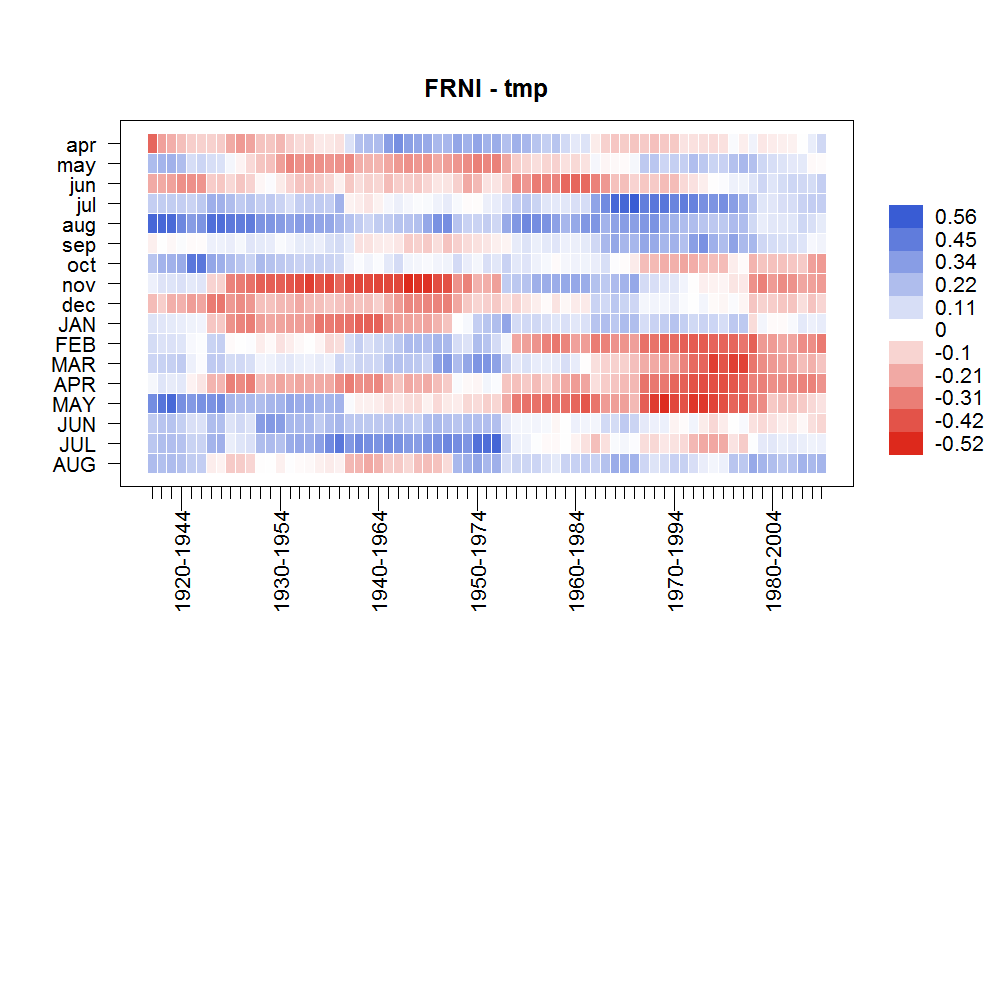 FRNI - tmp
apr
may
jun
jul
aug
sep
oct
nov
dec
JAN
FEB
MAR
APR
MAY
JUN
JUL
AUG
0.56
0.45
0.34
0.22
0.11
0
-0.1
-0.21
-0.31
-0.42
-0.52
1920-1944
1930-1954
1940-1964
1950-1974
1960-1984
1970-1994
1980-2004